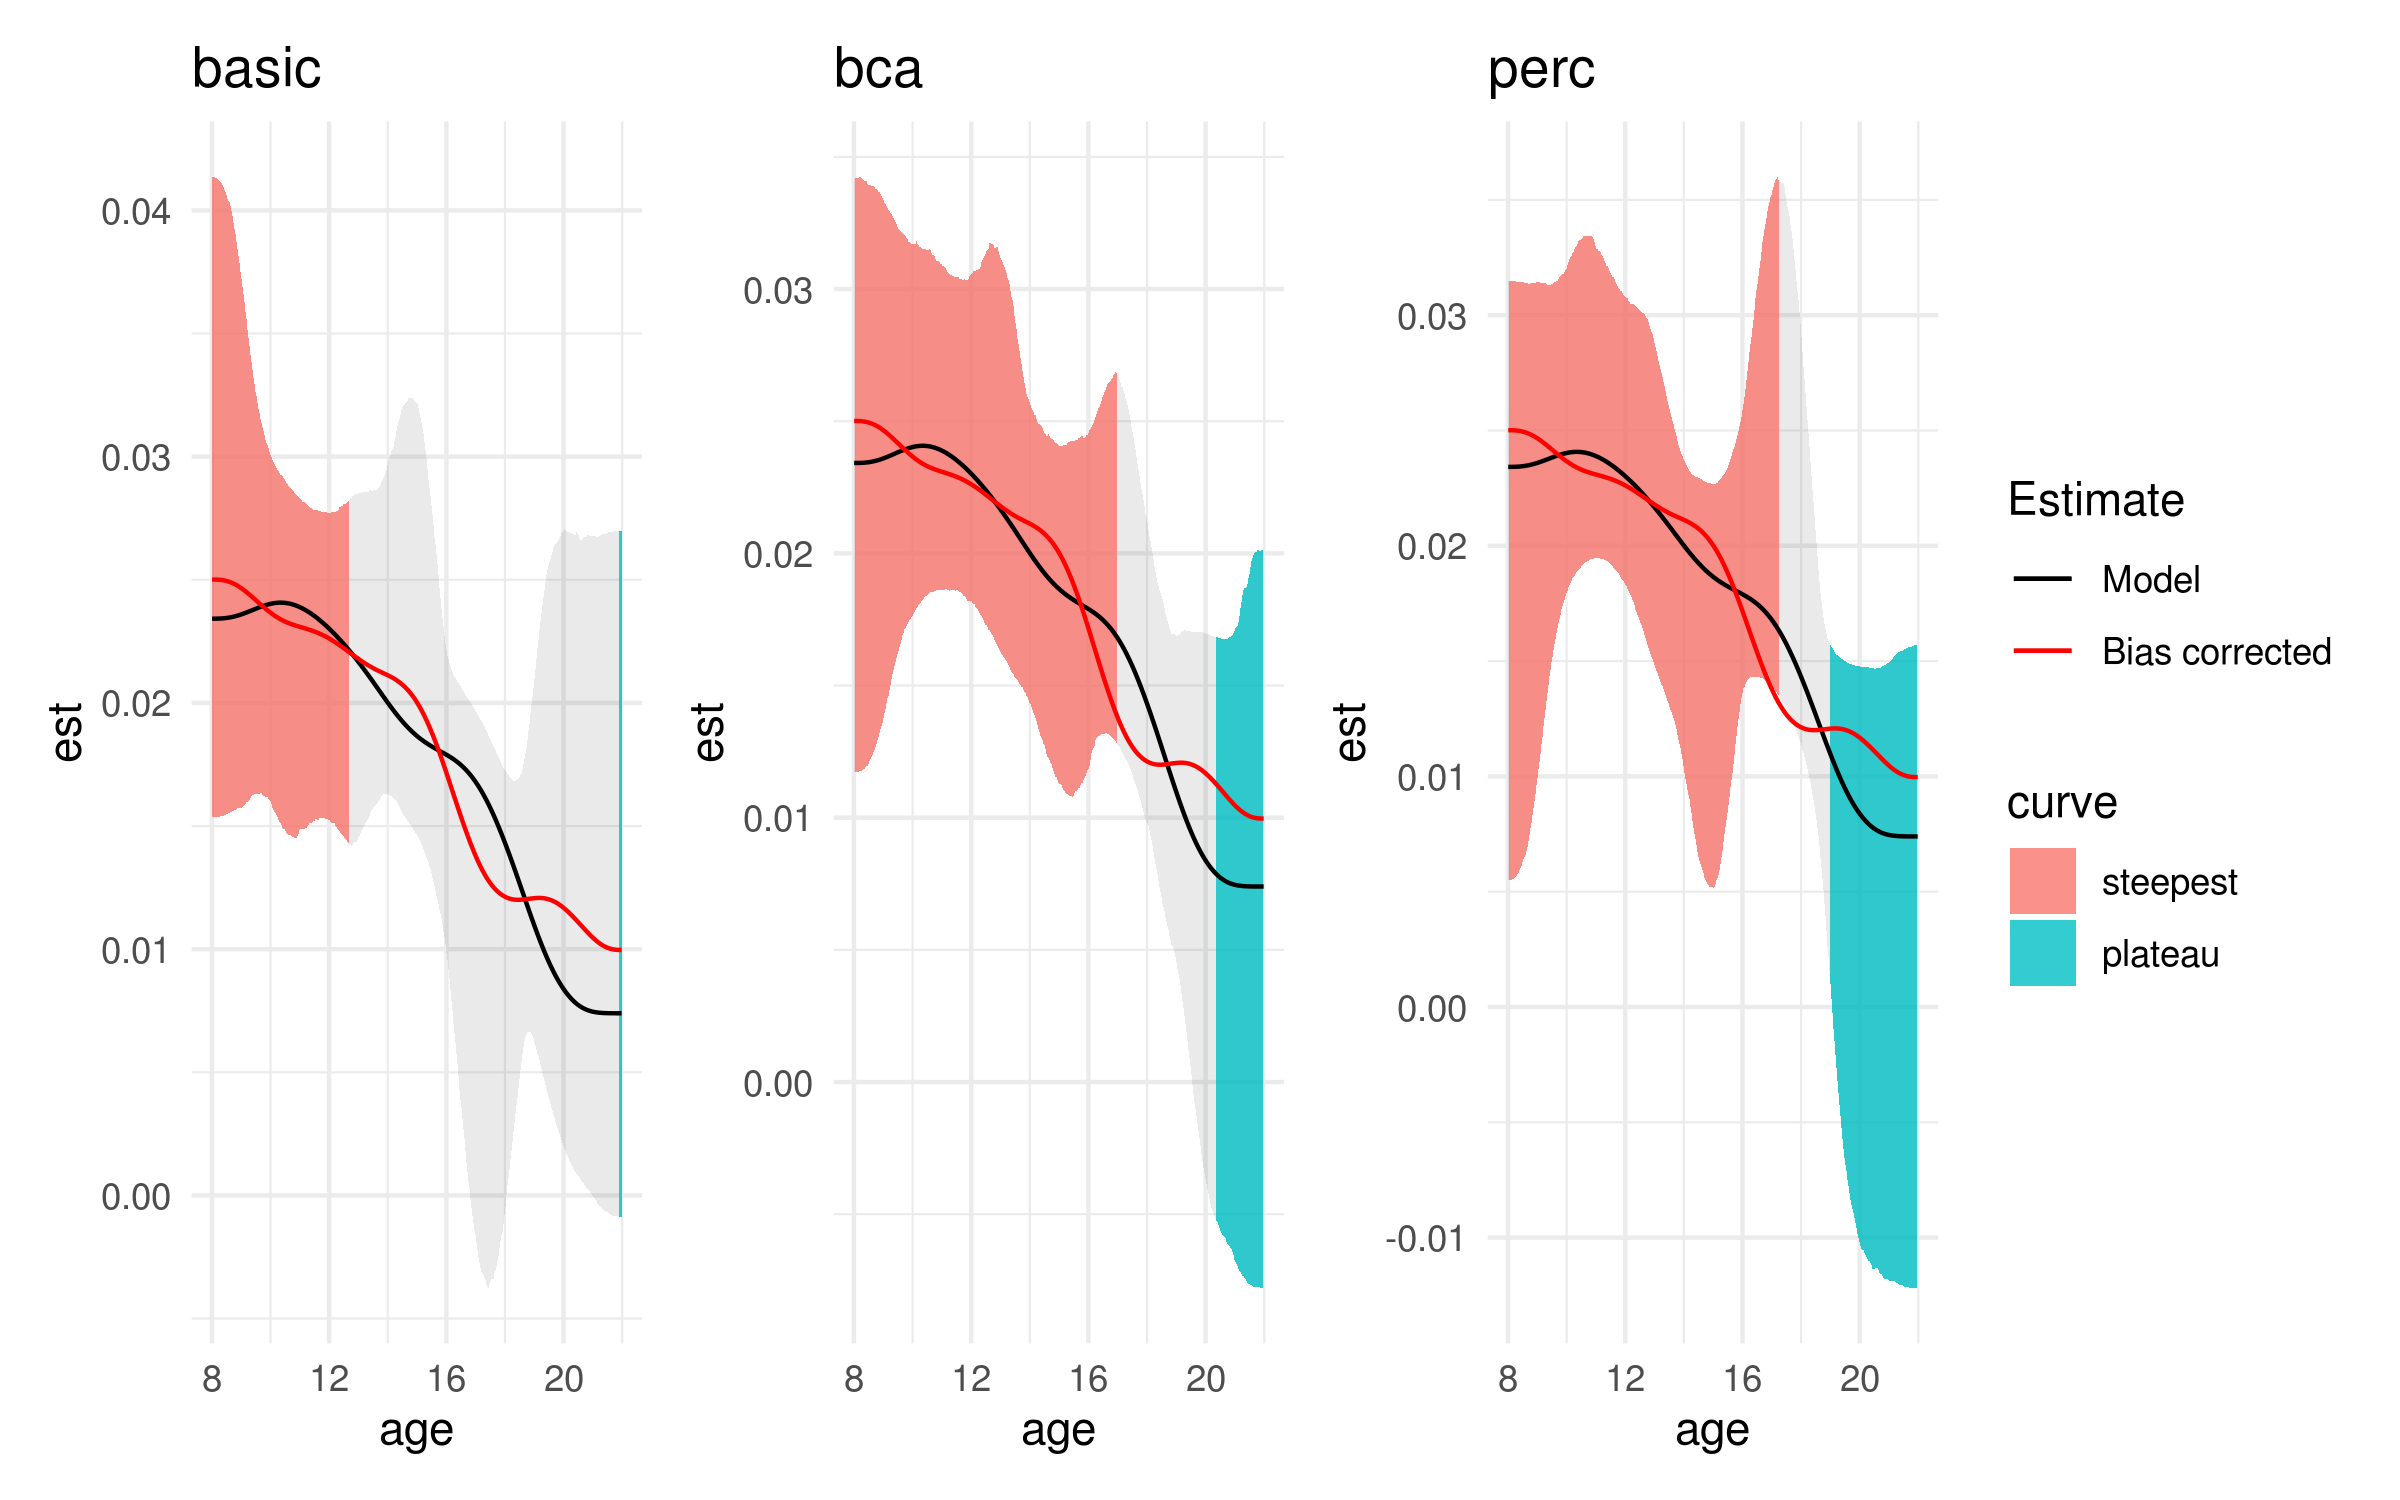 basic
bca
perc
est
0.04
0.03
0.02
0.01
0.00
8 12 16 20
age
est
0.03
0.02
0.01
0.00
8 12 16 20
age
est
0.03
0.02
0.01
0.00
-0.01
8 12 16 20
age
Estimate
Model
Bias corrected
curve
steepest
plateau